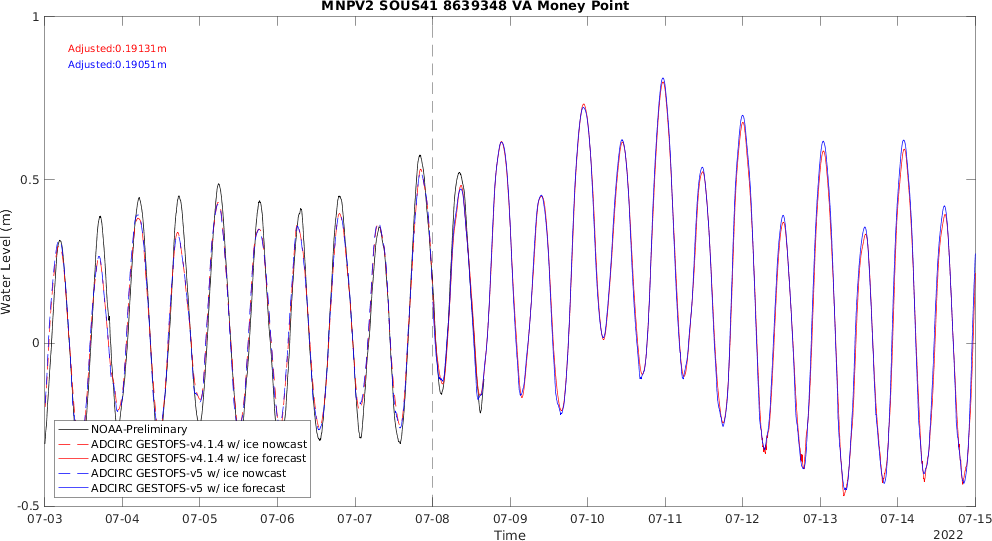 MNPV2 SOUS41 8639348 VA Money Point
Adjusted:0.19131m
Adjusted:0.19051m
1
0.5
0
-0.5
Water Level (m)
NOAA-Preliminary
ADCIRC GESTOFS-v4.1.4 w/ ice nowcast
ADCIRC GESTOFS-v4.1.4 w/ ice forecast
ADCIRC GESTOFS-v5 w/ ice nowcast
ADCIRC GESTOFS-v5 w/ ice forecast
07-03 07-04 07-05 07-06 07-07 07-08 07-09 07-10 07-11 07-12 07-13 07-14 07-15
Time
2022